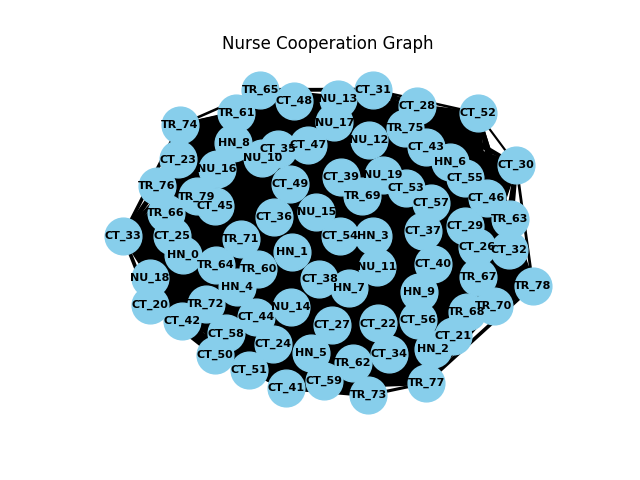 Nurse Cooperation Graph
TR_65
CT_31
CT_48
NU_13
CT_28
TR_61
CT_52
NU_17
TR_74
TR_75
NU_12
HN_8
CT_47
CT_43
CT_35
NU_10
CT_23
HN_6
CT_30
NU_16
NU_19
CT_39
CT_55
CT_49
TR_76
CT_53
TR_79
TR_69
CT_46
CT_57
CT_45
TR_66
NU_15
CT_36
TR_63
CT_29
CT_37
CT_33
CT_25
CT_54
HN_3
TR_71
CT_26
CT_32
HN_1
HN_0
TR_64
CT_40
NU_11
TR_60
NU_18
TR_67
CT_38
HN_4
TR_78
HN_7
HN_9
TR_72
CT_20
NU_14
TR_70
TR_68
CT_44
CT_42
CT_56
CT_22
CT_27
CT_58
CT_21
CT_24
HN_2
HN_5
CT_34
CT_50
TR_62
CT_51
CT_59
TR_77
CT_41
TR_73